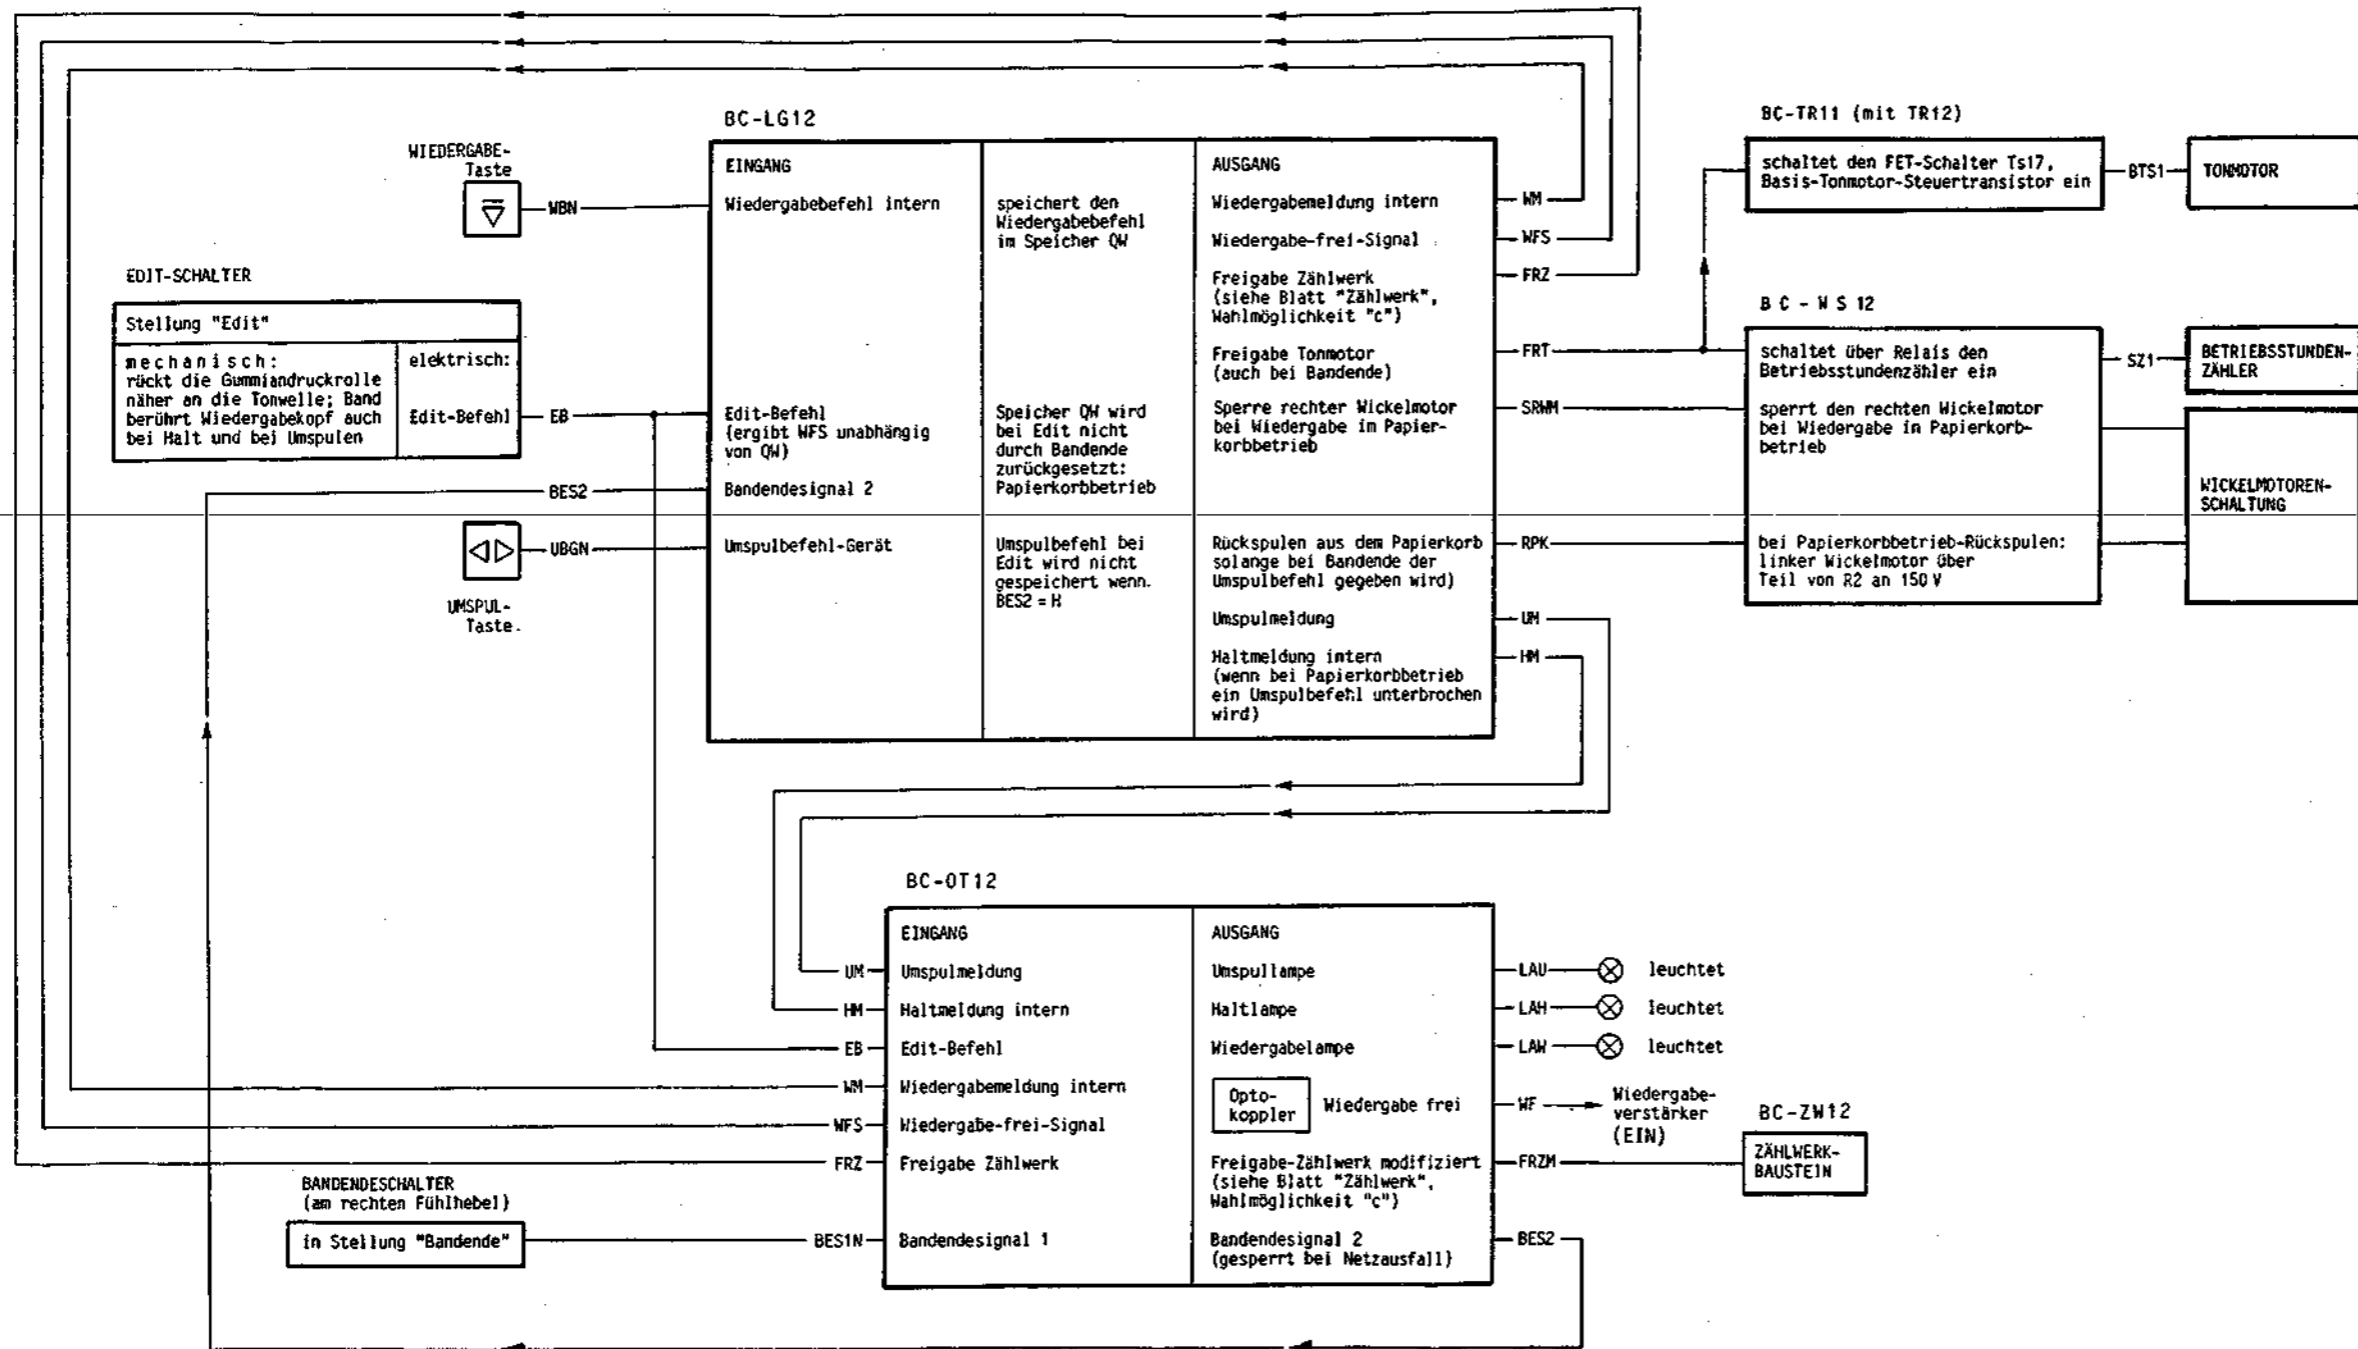 BC-LG12
WIEDERGABE-
Taste
WBN
EDIT-SCHALTER
Stellung "Edit"
mechanisch:
rückt die Gummiandruckrolle
näher an die Tonwelle; Band
berührt Wiedergabekopf auch
bei Halt und bei Umspulen
elektrisch:
Edit-Befehl
EB
BES2
UBGN
UMSPUL-
Taste
EINGANG
Wiedergabebefehl intern
Edit-Befehl
(ergibt WFS unabhängig
von QW)
Bandendesignal 2
Umspulbefehl-Gerät
speichert den
Wiedergabebefehl
im Speicher QW
Speicher QW wird
bei Edit nicht
durch Bandende
zurückgesetzt:
Papierkorbbetrieb
Umspulbefehl bei
Edit wird nicht
gespeichert wenn.
BES2 = H
AUSGANG
Wiedergabemeldung intern
Wiedergabe-frei-Signal
Freigabe Zählwerk
(siehe Blatt "Zählwerk",
Wahlmöglichkeit "c")
Freigabe Tonmotor
(auch bei Bandende)
Sperre rechter Wickelmotor
bei Wiedergabe im Papier-
korbbetrieb
Rückspulen aus dem Papierkorb
solange bei Bandende der
Umspulbefehl gegeben wird)
Umspulmeldung
Haltmeldung intern
(wenn bei Papierkorbbetrieb
ein Umspulbefehl unterbrochen
wird)
WM
WFS
FRZ
FRT
SRWM
RPK
UM
HM
BC-TR11 (mit TR12)
schaltet den FET-Schalter Ts17,
Basis-Tonmotor-Steuertransistor ein
BTS1
TONMOTOR
BC-WS12
schaltet über Relais den
Betriebsstundenzähler ein
sperrt den rechten Wickelmotor
bei Wiedergabe in Papierkorb-
betrieb
bei Papierkorbbetrieb-Rückspulen:
linker Wickelmotor über
Teil von R2 an 150 V
SZ1
BETRIEBSSTUNDEN-
ZÄHLER
WICKELMOTOREN-
SCHALTUNG
BC-OT12
EINGANG
UM
Umspulmeldung
HM
Haltmeldung intern
EB
Edit-Befehl
WM
Wiedergabemeldung intern
WFS
Wiedergabe-frei-Signal
FRZ
Freigabe Zählwerk
BANDENDESCHALTER
(am rechten Fühlhebel)
in Stellung "Bandende"
BES1N
Bandendesignal 1
AUSGANG
Umspullampe
LAU
leuchtet
Haltlampe
LAH
leuchtet
Wiedergabelampe
LAW
leuchtet
Opto-
koppler
Wiedergabe frei
WF
Wiedergabe-
verstärker
(EIN)
Freigabe-Zählwerk modifiziert
(siehe Blatt "Zählwerk",
Wahlmöglichkeit "c")
FRZM
BC-ZW12
ZÄHLWERK-
BAUSTEIN
Bandendesignal 2
(gesperrt bei Netzausfall)
BES2